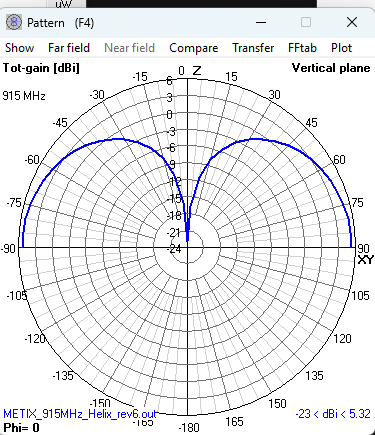 uW
Pattern (F4)
Show Far field Near field Compare Transfer FFtab Plot
Tot-gain [dBi]
Vertical plane
915 MHz
0 Z
-15 15
-30 30
-45 45
-60 60
-75 75
-90 90
XY
-105 105
-120 120
-135 135
-150 150
-165 165
-180
6
3
0
-3
-6
-9
-12
-15
-18
-21
-24
METIX_915MHz_Helix_rev6.out
-23 < dBi < 5.32
Phi= 0